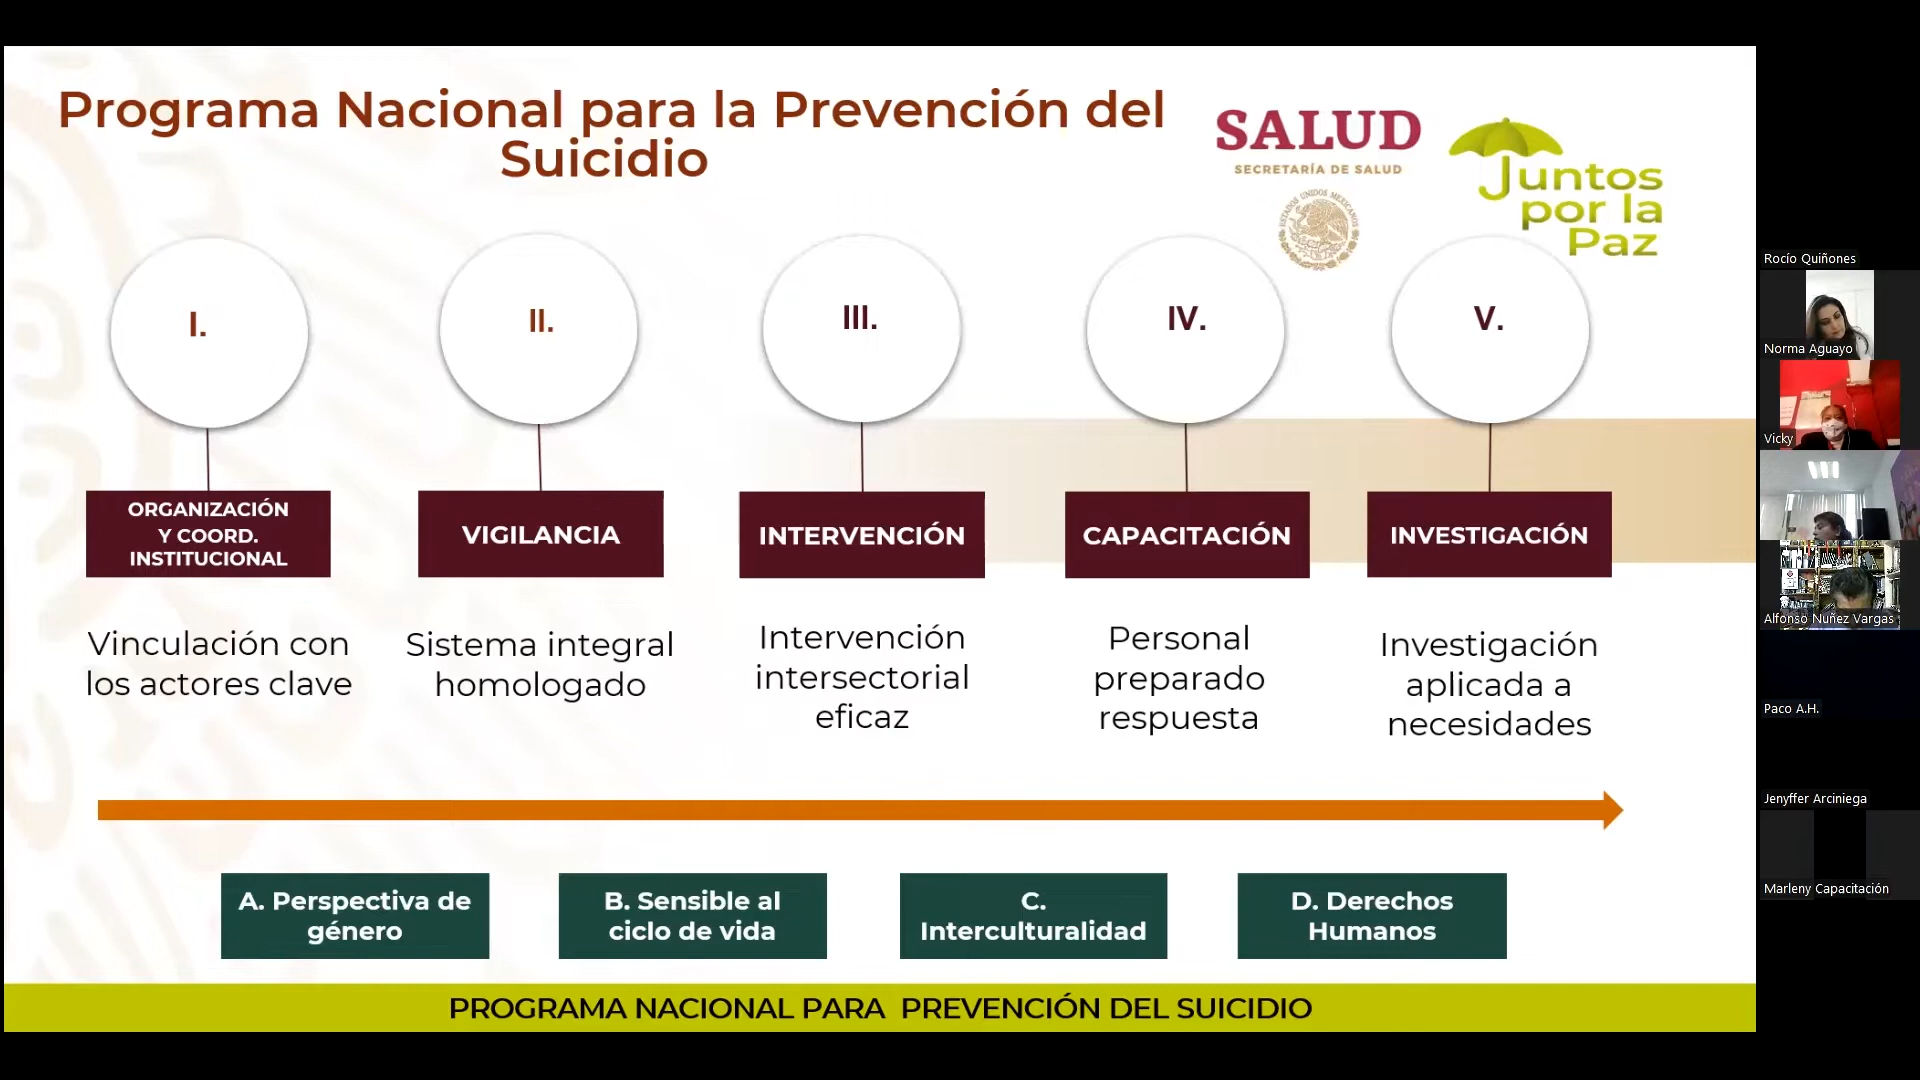 Programa Nacional para la Prevención del
Suicidio
SALUD
SECRETARÍA DE SALUD
ESTADOS UNIDOS MEXICANOS
Juntos
por la
Paz
I.
II.
III.
IV.
V.
ORGANIZACIÓN
Y COORD.
INSTITUCIONAL
VIGILANCIA
INTERVENCIÓN
CAPACITACIÓN
INVESTIGACIÓN
Vinculación con
los actores clave
Sistema integral
homologado
Intervención
intersectorial
eficaz
Personal
preparado
respuesta
Investigación
aplicada a
necesidades
A. Perspectiva de
género
B. Sensible al
ciclo de vida
C.
Interculturalidad
D. Derechos
Humanos
PROGRAMA NACIONAL PARA  PREVENCIÓN DEL SUICIDIO
Rocío Quiñones
Norma Aguayo
Vicky
Alfonso Nuñez Vargas
Paco A.H.
Jenyffer Arciniega
Marleny Capacitación